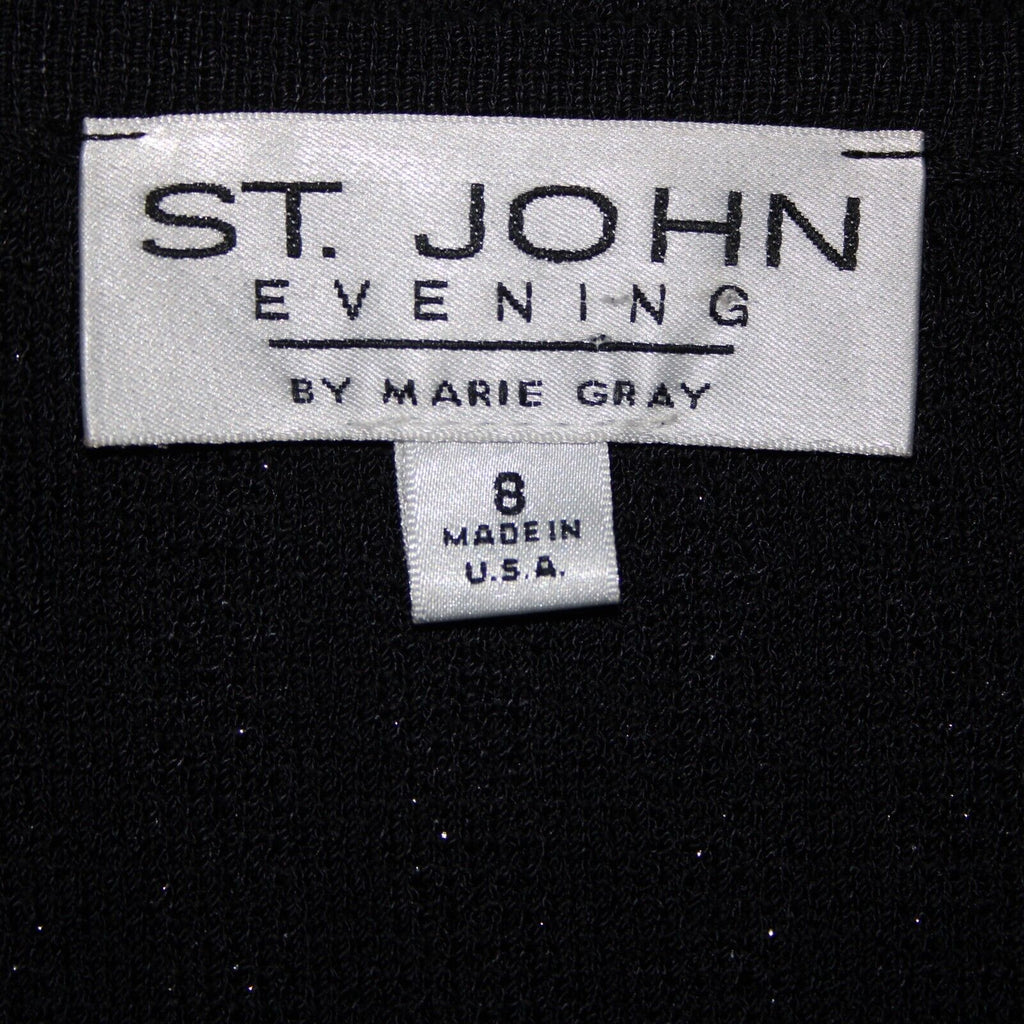 ST. JOHN
EVENING
BY MARIE GRAY
8
MADE IN
U.S.A.